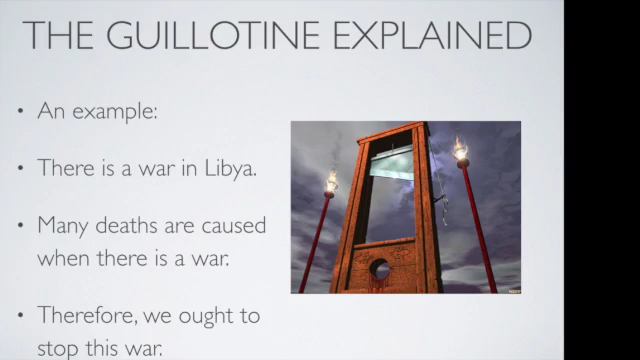 THE GUILLOTINE EXPLAINED
• An example:
• There is a war in Libya.
• Many deaths are caused
when there is a war.
• Therefore, we ought to
stop this war.